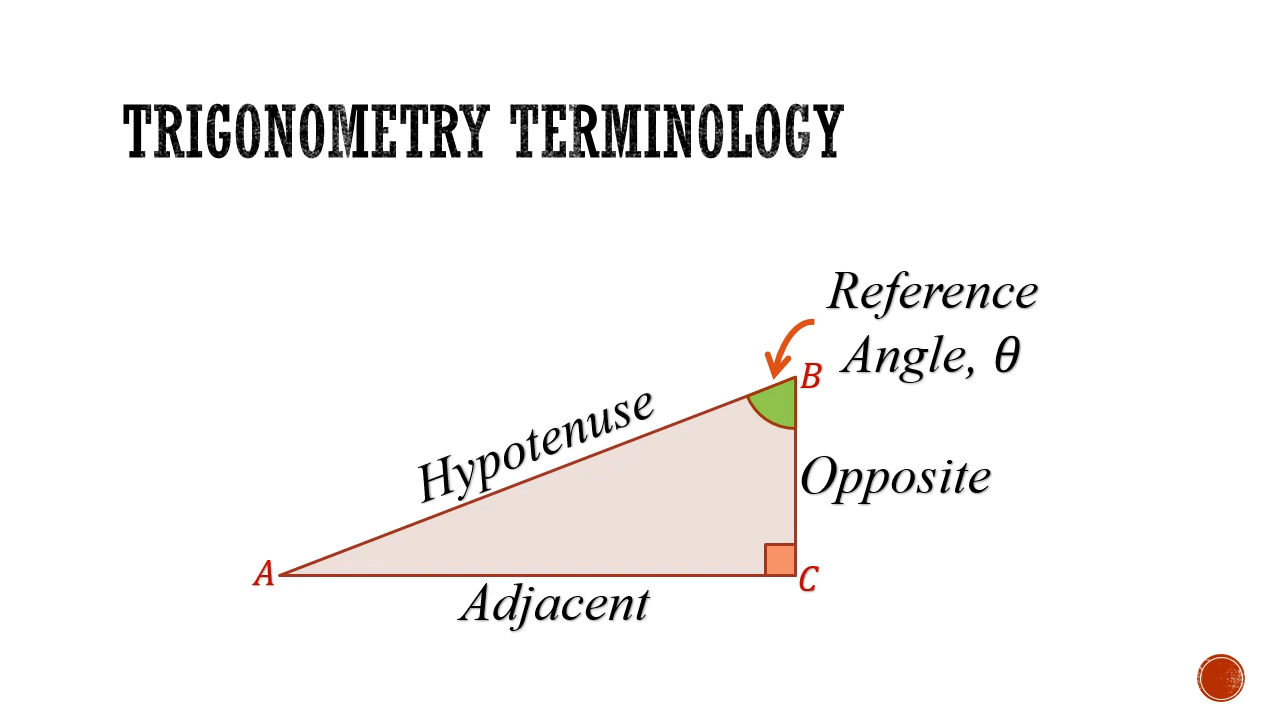 TRIGONOMETRY TERMINOLOGY
Reference
Angle, θ
B
Hypotenuse
Opposite
A
C
Adjacent